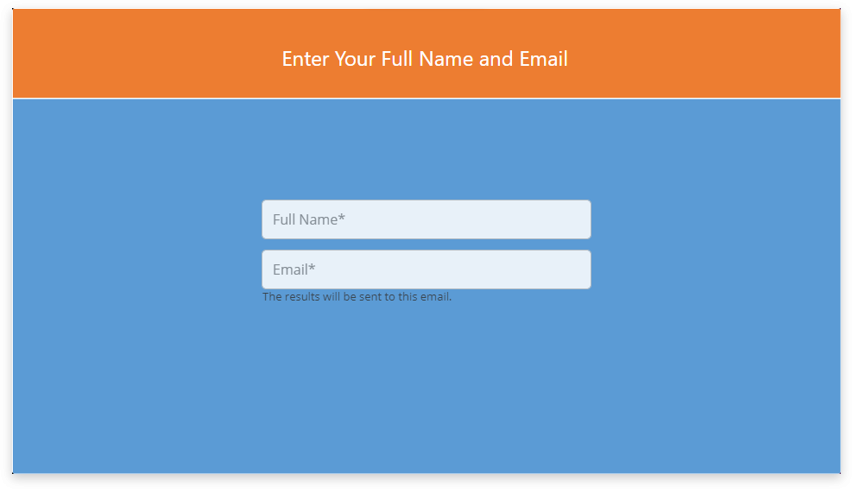 Enter Your Full Name and Email
Full Name*
Email*
The results will be sent to this email.